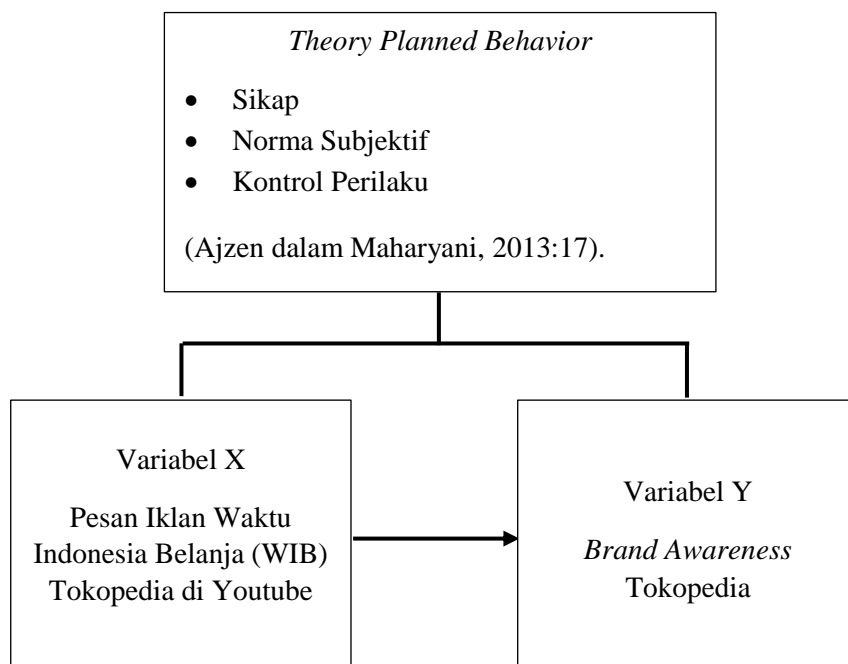 Theory Planned Behavior
• Sikap
• Norma Subjektif
• Kontrol Perilaku
(Ajzen dalam Maharyani, 2013:17).
Variabel X
Pesan Iklan Waktu
Indonesia Belanja (WIB)
Tokopedia di Youtube
Variabel Y
Brand Awareness
Tokopedia